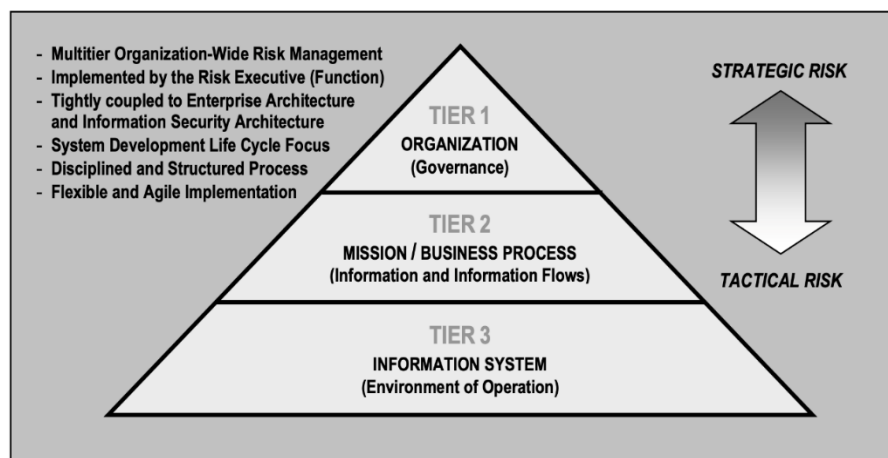 - Multitier Organization-Wide Risk Management
- Implemented by the Risk Executive (Function)
- Tightly coupled to Enterprise Architecture
and Information Security Architecture
- System Development Life Cycle Focus
- Disciplined and Structured Process
- Flexible and Agile Implementation
TIER 1
ORGANIZATION
(Governance)
TIER 2
MISSION / BUSINESS PROCESS
(Information and Information Flows)
TIER 3
INFORMATION SYSTEM
(Environment of Operation)
STRATEGIC RISK
TACTICAL RISK